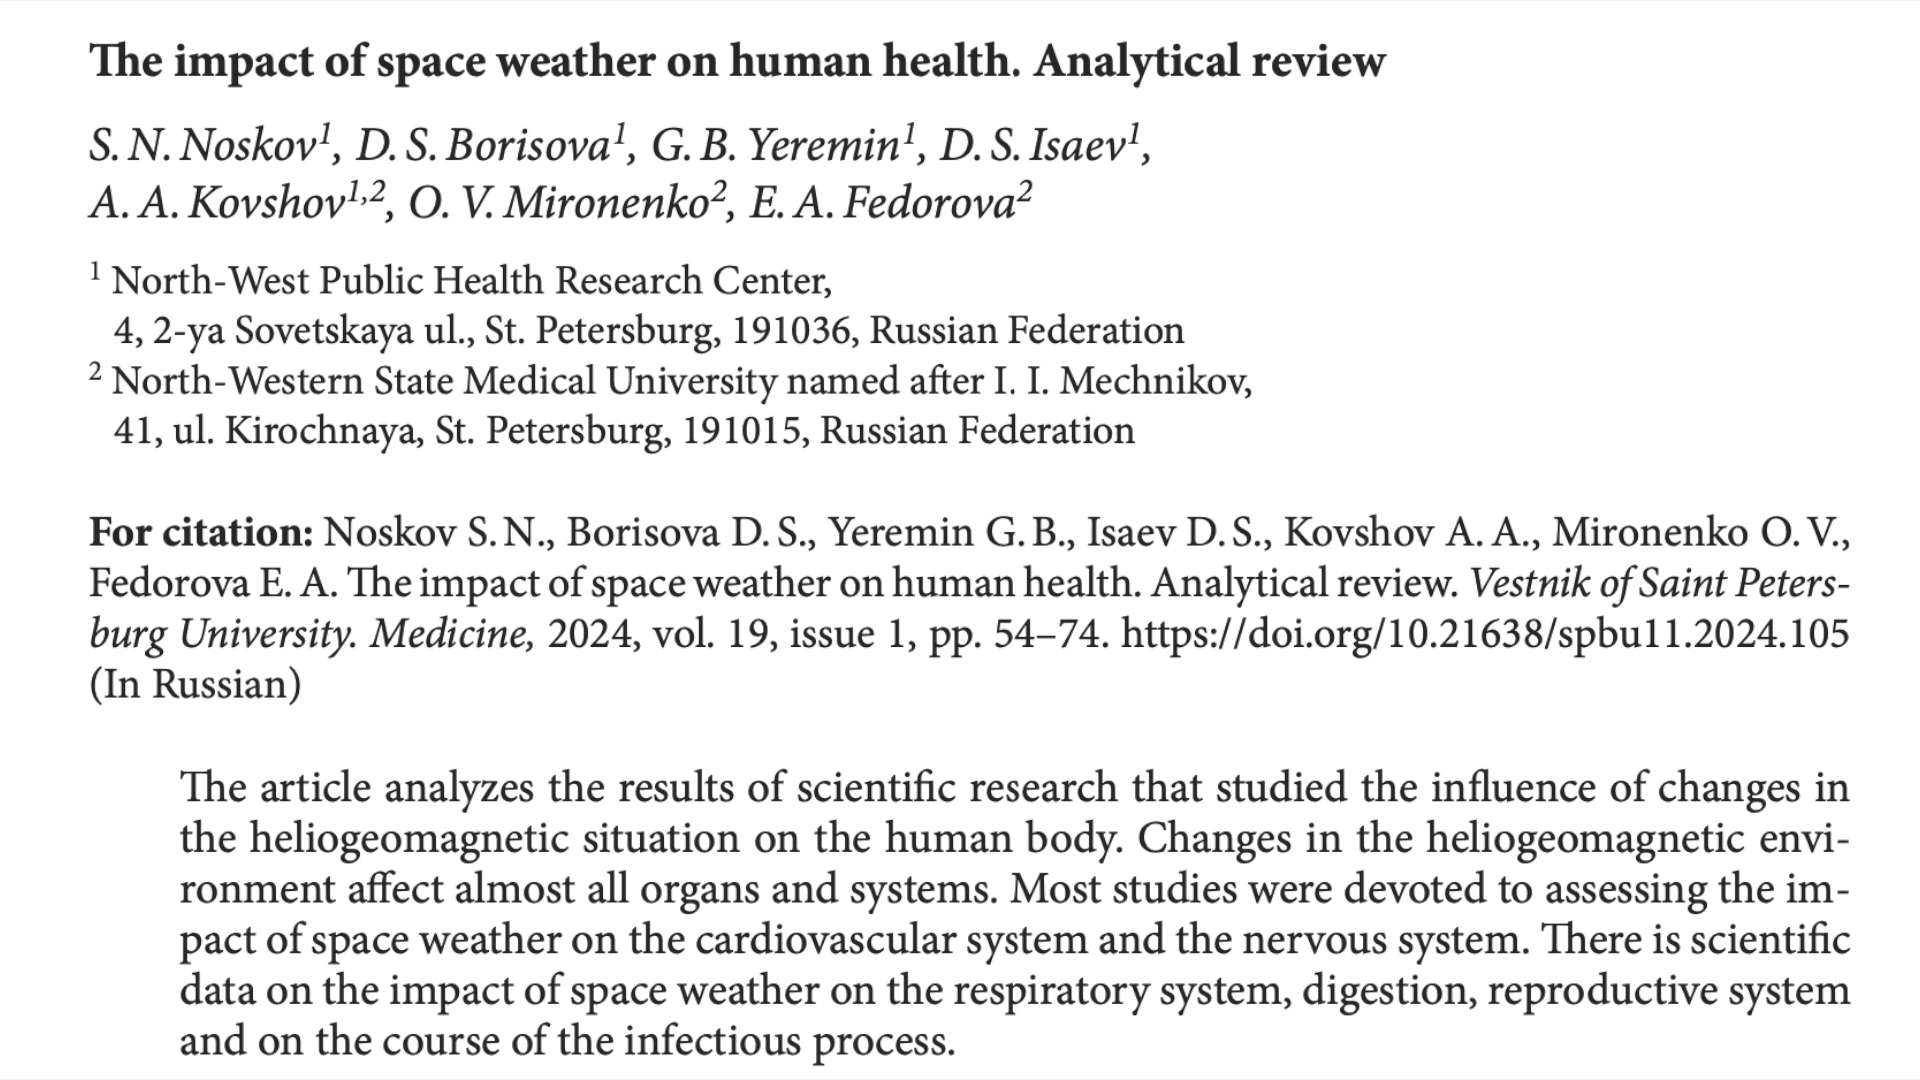 The impact of space weather on human health. Analytical review
S. N. Noskov1, D. S. Borisova1, G. B. Yeremin1, D. S. Isaev1,
A. A. Kovshov1,2, O. V. Mironenko2, E. A. Fedorova2
1 North-West Public Health Research Center,
4, 2-ya Sovetskaya ul., St. Petersburg, 191036, Russian Federation
2 North-Western State Medical University named after I. I. Mechnikov,
41, ul. Kirochnaya, St. Petersburg, 191015, Russian Federation
For citation: Noskov S. N., Borisova D. S., Yeremin G. B., Isaev D. S., Kovshov A. A., Mironenko O. V.,
Fedorova E. A. The impact of space weather on human health. Analytical review. Vestnik of Saint Peters-
burg University. Medicine, 2024, vol. 19, issue 1, pp. 54–74. https://doi.org/10.21638/spbu11.2024.105
(In Russian)
The article analyzes the results of scientific research that studied the influence of changes in
the heliogeomagnetic situation on the human body. Changes in the heliogeomagnetic envi-
ronment affect almost all organs and systems. Most studies were devoted to assessing the im-
pact of space weather on the cardiovascular system and the nervous system. There is scientific
data on the impact of space weather on the respiratory system, digestion, reproductive system
and on the course of the infectious process.